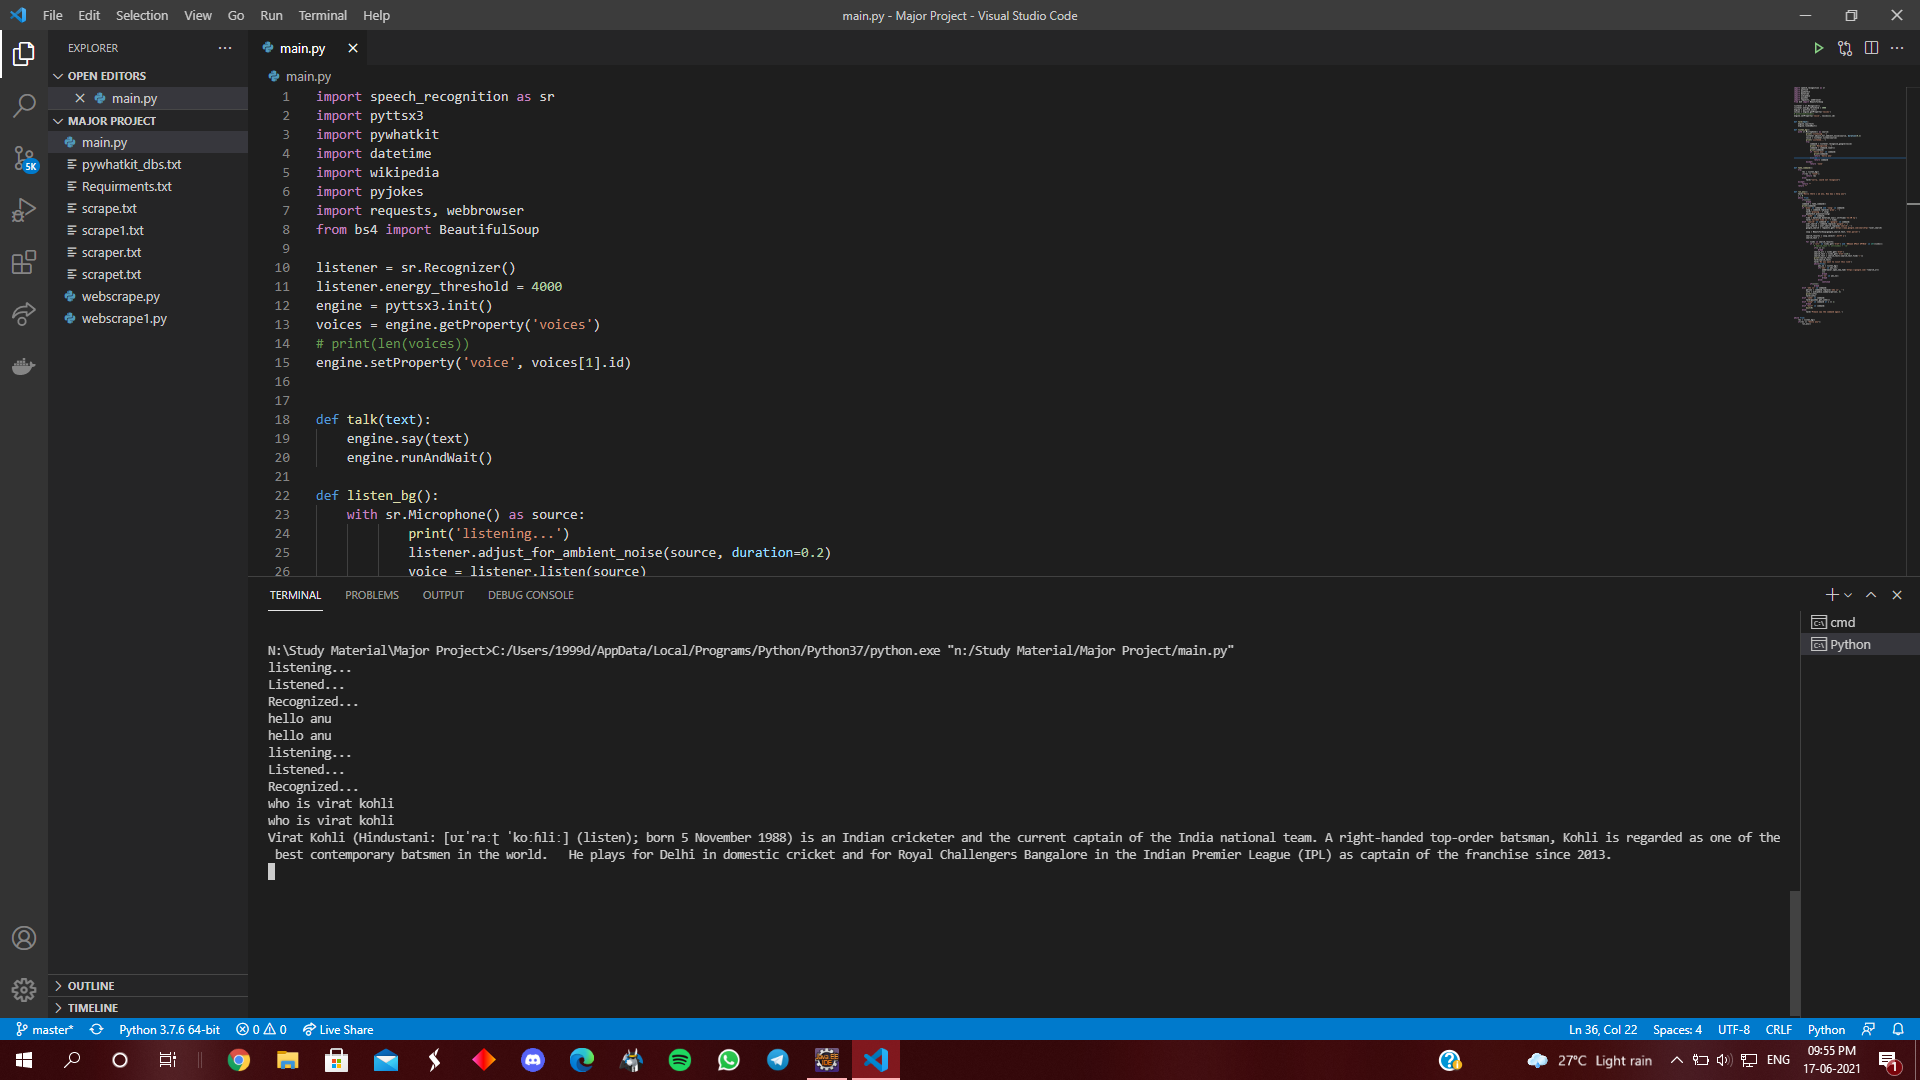 File Edit Selection View Go Run Terminal Help
main.py - Major Project - Visual Studio Code
EXPLORER
OPEN EDITORS
main.py
MAJOR PROJECT
main.py
pywhatkit_dbs.txt
Requirments.txt
scrape.txt
scrape1.txt
scraper.txt
scrapet.txt
webscrape.py
webscrape1.py
OUTLINE
TIMELINE
5K
main.py
main.py
1 import speech_recognition as sr
2 import pyttsx3
3 import pywhatkit
4 import datetime
5 import wikipedia
6 import pyjokes
7 import requests, webbrowser
8 from bs4 import BeautifulSoup
9
10 listener = sr.Recognizer()
11 listener.energy_threshold = 4000
12 engine = pyttsx3.init()
13 voices = engine.getProperty('voices')
14 # print(len(voices))
15 engine.setProperty('voice', voices[1].id)
16
17
18 def talk(text):
19 engine.say(text)
20 engine.runAndWait()
21
22 def listen_bg():
23 with sr.Microphone() as source:
24 print('listening...')
25 listener.adjust_for_ambient_noise(source, duration=0.2)
26 voice = listener.listen(source)
TERMINAL PROBLEMS OUTPUT DEBUG CONSOLE
cmd
Python
N:\Study Material\Major Project>C:/Users/1999d/AppData/Local/Programs/Python/Python37/python.exe "n:/Study Material/Major Project/main.py"
listening...
Listened...
Recognized...
hello anu
hello anu
listening...
Listened...
Recognized...
who is virat kohli
who is virat kohli
Virat Kohli (Hindustani: [ʋɪˈraːʈ ˈkoːɦliː] (listen); born 5 November 1988) is an Indian cricketer and the current captain of the India national team. A right-handed top-order batsman, Kohli is regarded as one of the
best contemporary batsmen in the world. He plays for Delhi in domestic cricket and for Royal Challengers Bangalore in the Indian Premier League (IPL) as captain of the franchise since 2013.
master* Python 3.7.6 64-bit 0 0 Live Share
Ln 36, Col 22 Spaces: 4 UTF-8 CRLF Python
27°C Light rain ENG
09:55 PM
17-06-2021
1